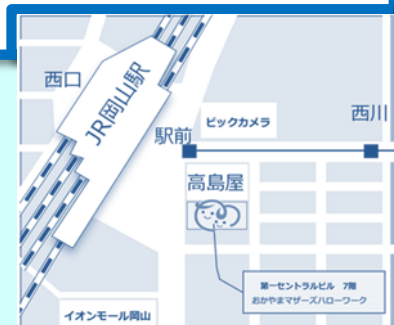 西口
JR岡山駅
駅前
ビックカメラ
西川
高島屋
第一セントラルビル 7階
おかやまマザーズハローワーク
イオンモール岡山